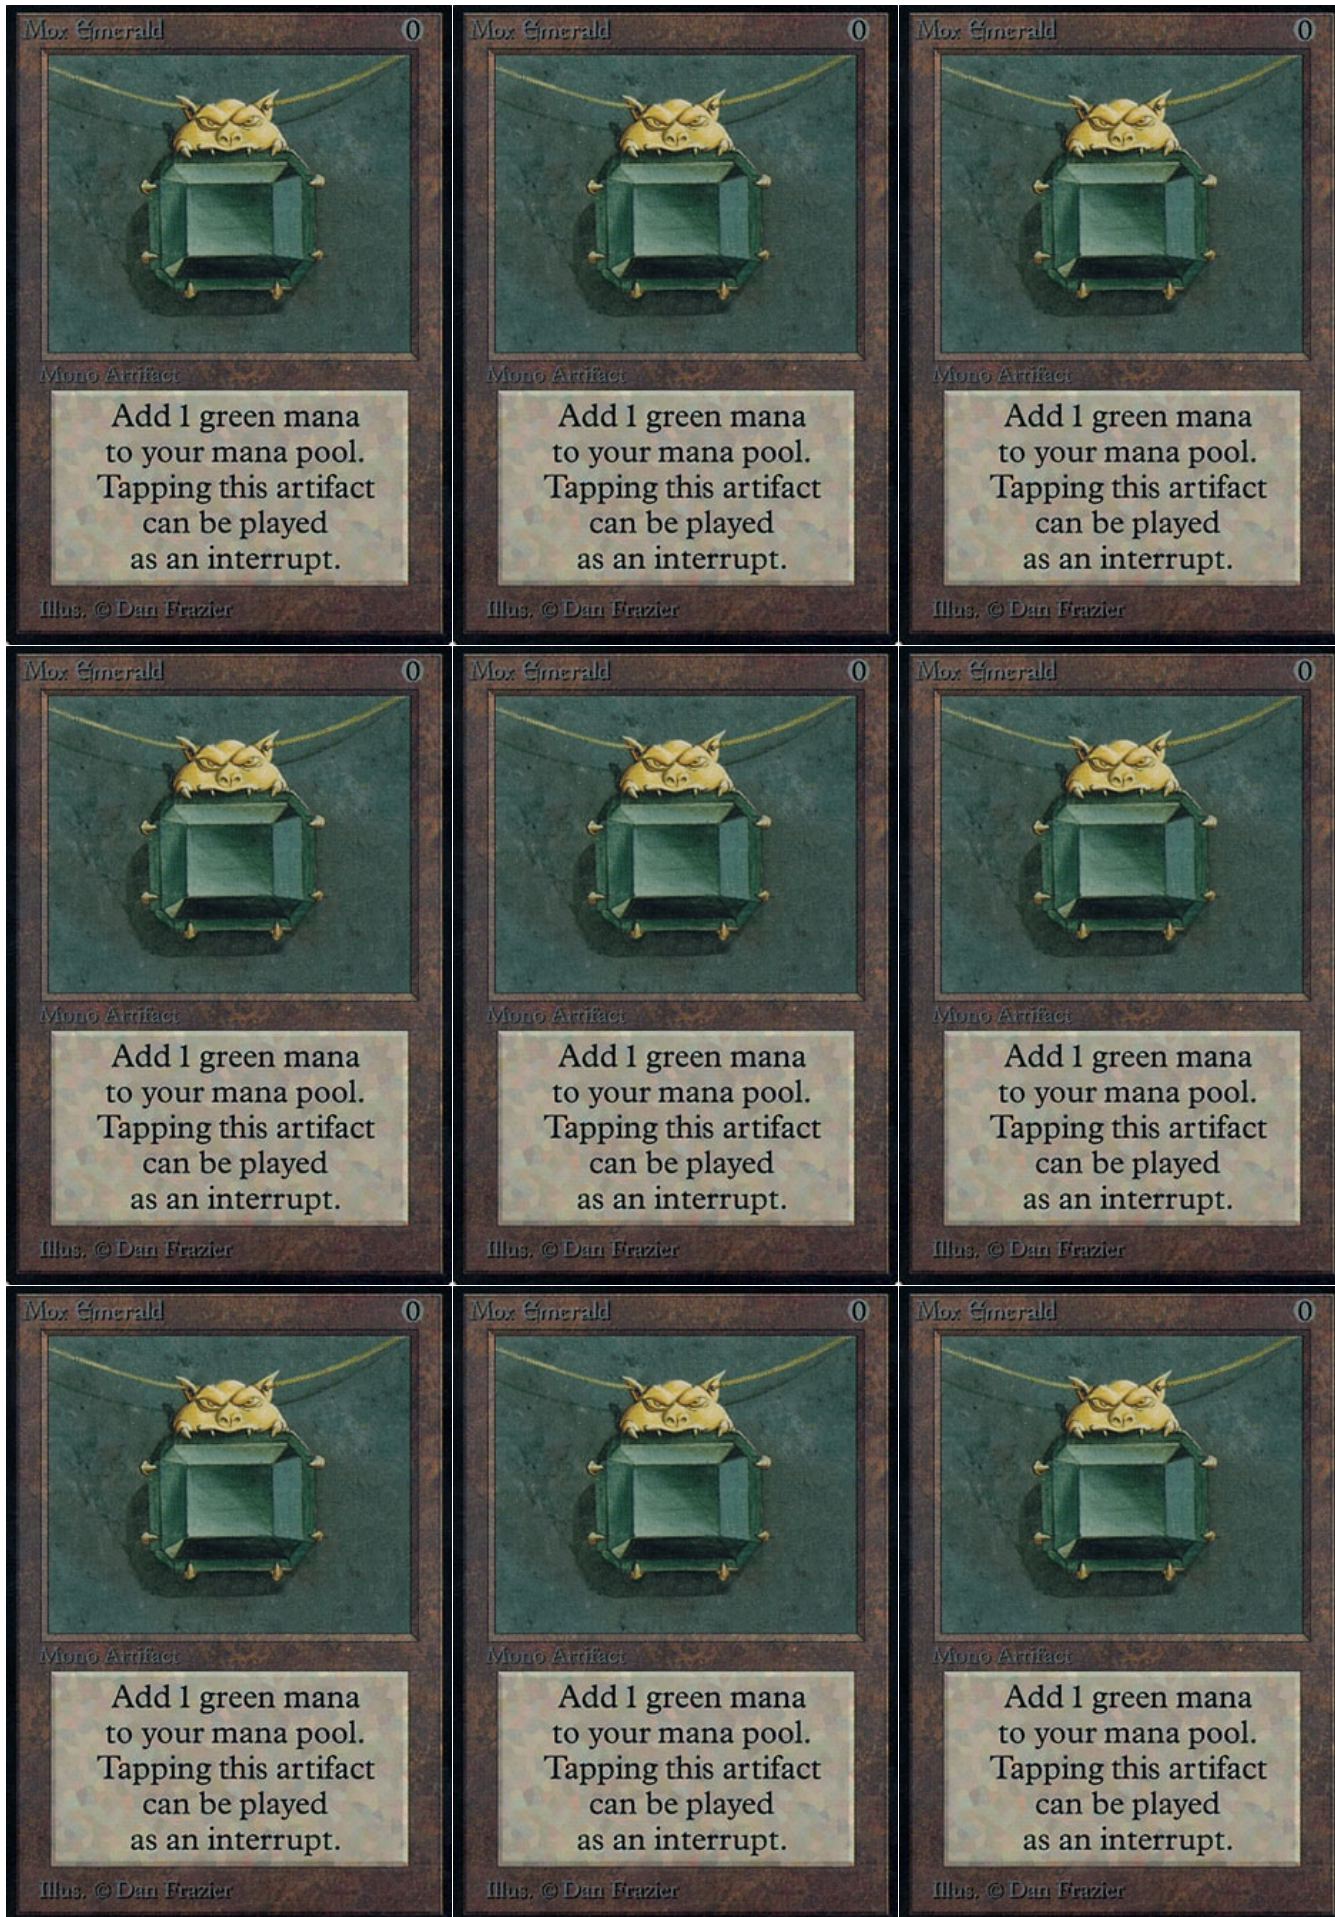 Mox Emerald 0 Mox Emerald 0 Mox Emerald 0
Mono Artifact Mono Artifact Mono Artifact
Add 1 green mana Add 1 green mana Add 1 green mana
to your mana pool. to your mana pool. to your mana pool.
Tapping this artifact Tapping this artifact Tapping this artifact
can be played can be played can be played
as an interrupt. as an interrupt. as an interrupt.
Illus. © Dan Frazier Illus. © Dan Frazier Illus. © Dan Frazier
Mox Emerald 0 Mox Emerald 0 Mox Emerald 0
Mono Artifact Mono Artifact Mono Artifact
Add 1 green mana Add 1 green mana Add 1 green mana
to your mana pool. to your mana pool. to your mana pool.
Tapping this artifact Tapping this artifact Tapping this artifact
can be played can be played can be played
as an interrupt. as an interrupt. as an interrupt.
Illus. © Dan Frazier Illus. © Dan Frazier Illus. © Dan Frazier
Mox Emerald 0 Mox Emerald 0 Mox Emerald 0
Mono Artifact Mono Artifact Mono Artifact
Add 1 green mana Add 1 green mana Add 1 green mana
to your mana pool. to your mana pool. to your mana pool.
Tapping this artifact Tapping this artifact Tapping this artifact
can be played can be played can be played
as an interrupt. as an interrupt. as an interrupt.
Illus. © Dan Frazier Illus. © Dan Frazier Illus. © Dan Frazier